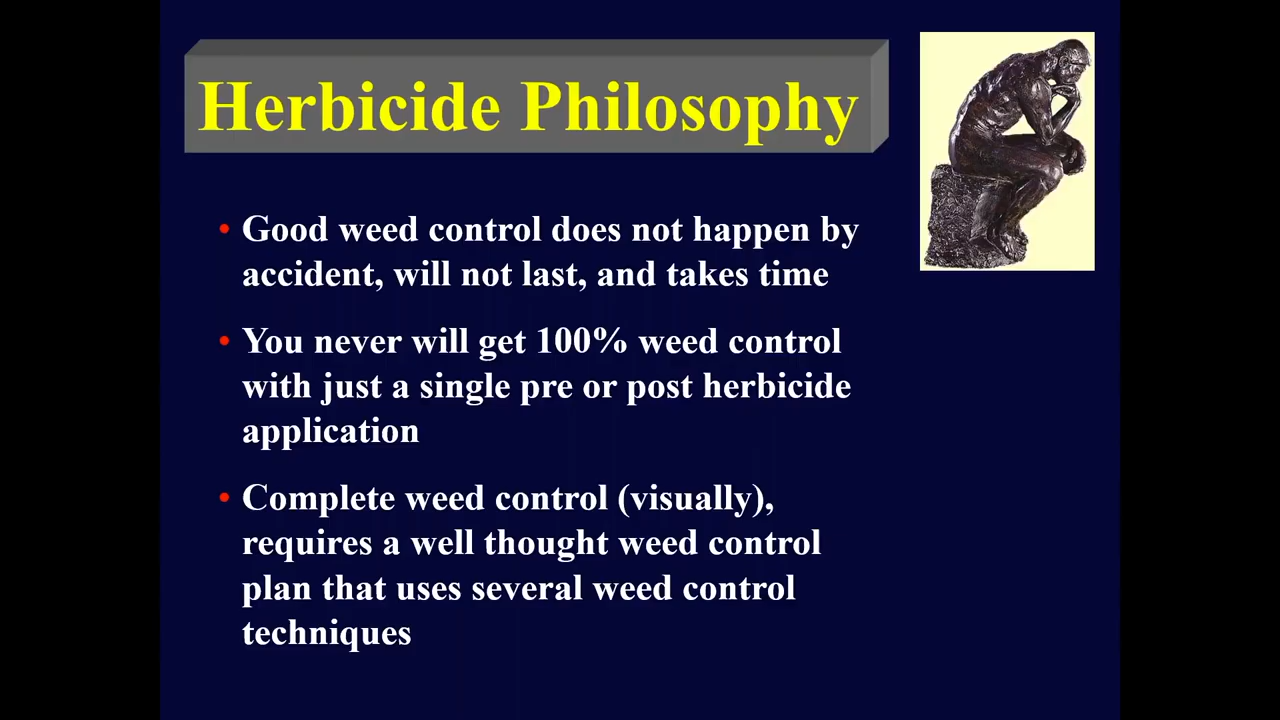 Herbicide Philosophy
• Good weed control does not happen by
accident, will not last, and takes time
• You never will get 100% weed control
with just a single pre or post herbicide
application
• Complete weed control (visually),
requires a well thought weed control
plan that uses several weed control
techniques